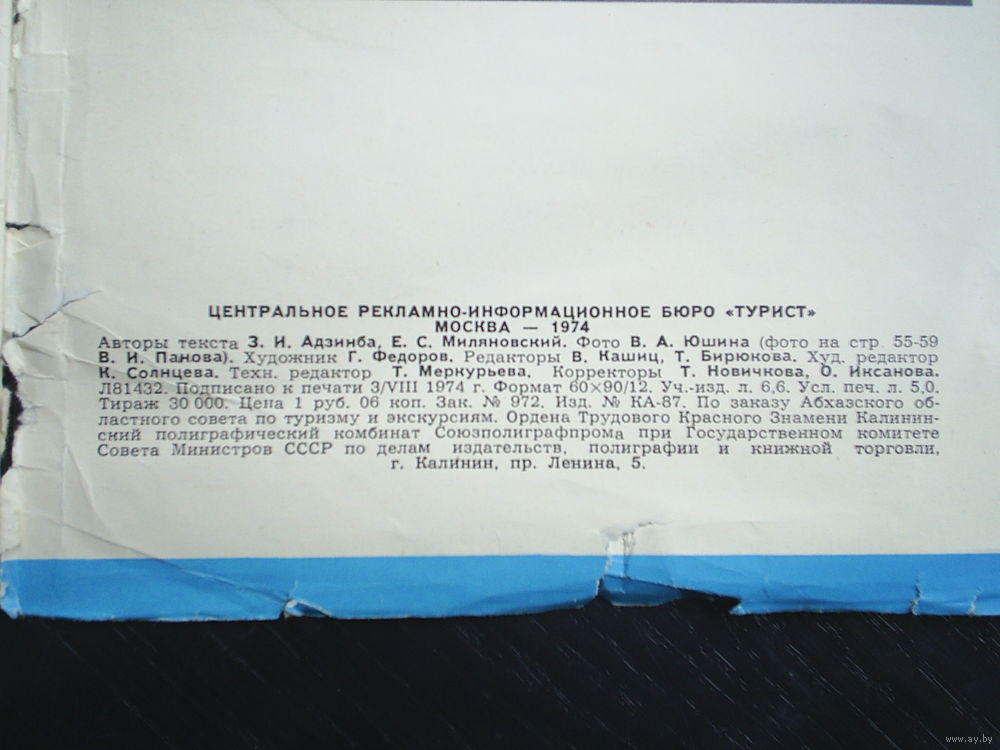 ЦЕНТРАЛЬНОЕ РЕКЛАМНО-ИНФОРМАЦИОННОЕ БЮРО «ТУРИСТ»
МОСКВА — 1974
Авторы текста З. И. Адзинба, Е. С. Миляновский. Фото В. А. Юшина (фото на стр. 55-59
В. И. Панова). Художник Г. Федоров. Редакторы В. Кашиц, Т. Бирюкова. Худ. редактор
К. Солнцева. Техн. редактор Т. Меркурьева. Корректоры Т. Новичкова, О. Иксанова.
Л81432. Подписано к печати 3/VIII 1974 г. Формат 60×90/12. Уч.-изд. л. 6,6. Усл. печ. л. 5,0.
Тираж 30 000. Цена 1 руб. 06 коп. Зак. № 972. Изд. № КА-87. По заказу Абхазского об-
ластного совета по туризму и экскурсиям. Ордена Трудового Красного Знамени Калинин-
ский полиграфический комбинат Союзполиграфпрома при Государственном комитете
Совета Министров СССР по делам издательств, полиграфии и книжной торговли,
г. Калинин, пр. Ленина, 5.
www.ay.by